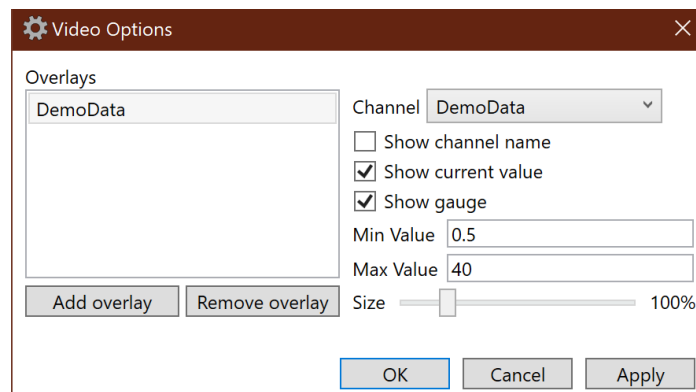 Video Options
Overlays
DemoData
Add overlay
Remove overlay
Channel DemoData
Show channel name
Show current value
Show gauge
Min Value 0.5
Max Value 40
Size 100%
OK
Cancel
Apply